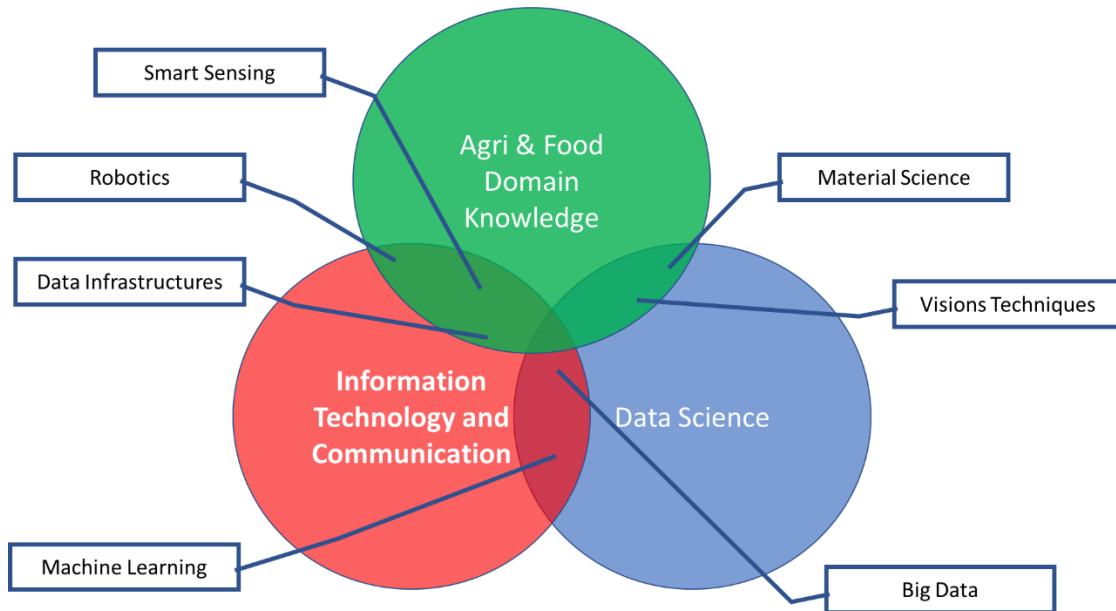 Smart Sensing
Agri & Food
Domain
Knowledge
Robotics
Material Science
Data Infrastructures
Visions Techniques
Information
Technology and
Communication
Data Science
Machine Learning
Big Data